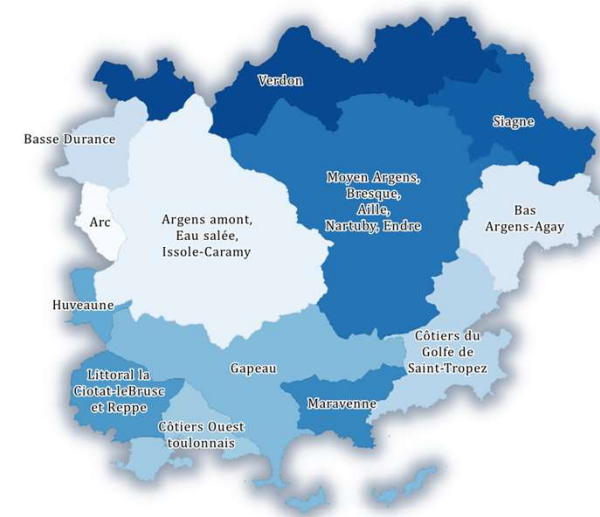 Verdon
Siagne
Basse Durance
Moyen Argens,
Bresque,
Aille,
Nartuby, Endre
Arc
Argens amont,
Eau salée,
Issole-Caramy
Bas
Argens-Agay
Huveaune
Côtiers du
Golfe de
Saint-Tropez
Gapeau
Littoral la
Ciotat-leBrusc
et Reppe
Maravenne
Côtiers Ouest
toulonnais